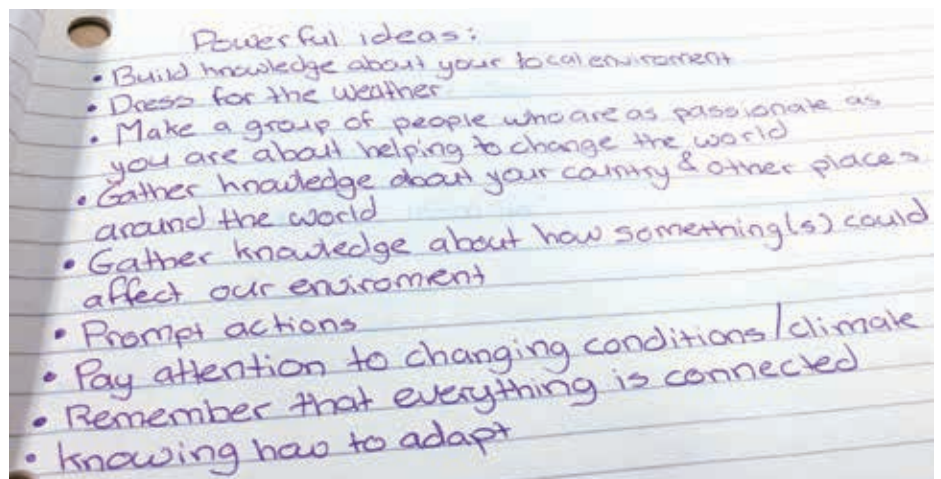 Powerful ideas:
• Build knowledge about your local enviroment
• Dress for the weather
• Make a group of people who are as passionate as
you are about helping to change the world
• Gather knowledge about your country & other places
around the world
• Gather knowledge about how something(s) could
affect our enviroment
• Prompt actions
• Pay attention to changing conditions/climate
• Remember that everything is connected
• Knowing how to adapt